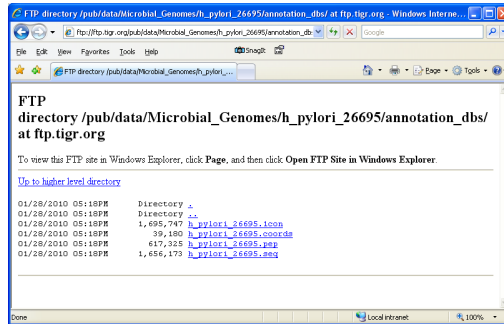 FTP directory /pub/data/Microbial_Genomes/h_pylori_26695/annotation_dbs/ at ftp.tigr.org - Windows Interne...
ftp://ftp.tigr.org/pub/data/Microbial_Genomes/h_pylori_26695/annotation_db
Google
File Edit View Favorites Tools Help SnagIt
FTP directory /pub/data/Microbial_Genomes/h_pylori_...
Page Tools
FTP
directory /pub/data/Microbial_Genomes/h_pylori_26695/annotation_dbs/
at ftp.tigr.org
To view this FTP site in Windows Explorer, click Page, and then click Open FTP Site in Windows Explorer.
Up to higher level directory
01/28/2010 05:18PM Directory .
01/28/2010 05:18PM Directory ..
01/28/2010 05:18PM 1,695,747 h_pylori_26695.1con
01/28/2010 05:18PM 39,180 h_pylori_26695.coords
01/28/2010 05:18PM 617,325 h_pylori_26695.pep
01/28/2010 05:18PM 1,656,173 h_pylori_26695.seq
Done Local intranet 100%